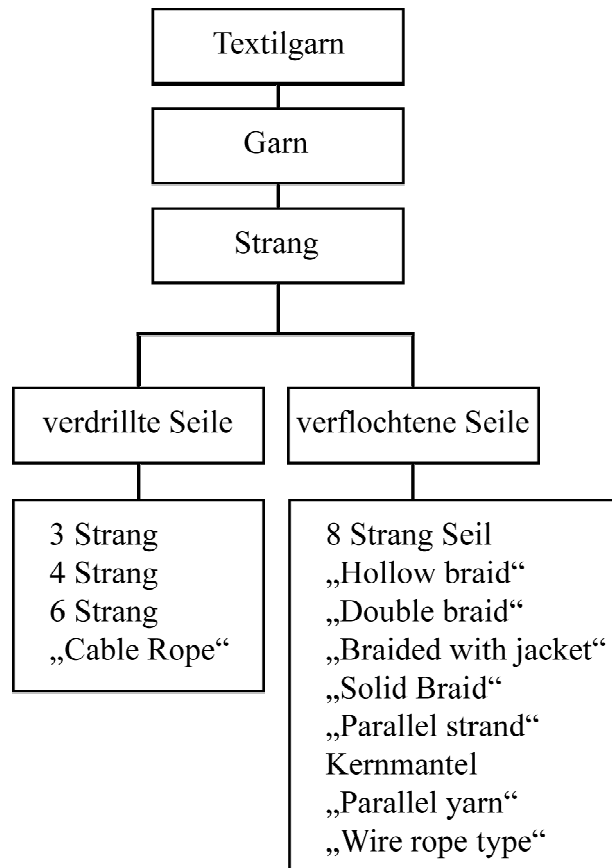 Textilgarn
Garn
Strang
verdrillte Seile
verflochtene Seile
3 Strang
4 Strang
6 Strang
„Cable Rope“
8 Strang Seil
„Hollow braid“
„Double braid“
„Braided with jacket“
„Solid Braid“
„Parallel strand“
Kernmantel
„Parallel yarn“
„Wire rope type“